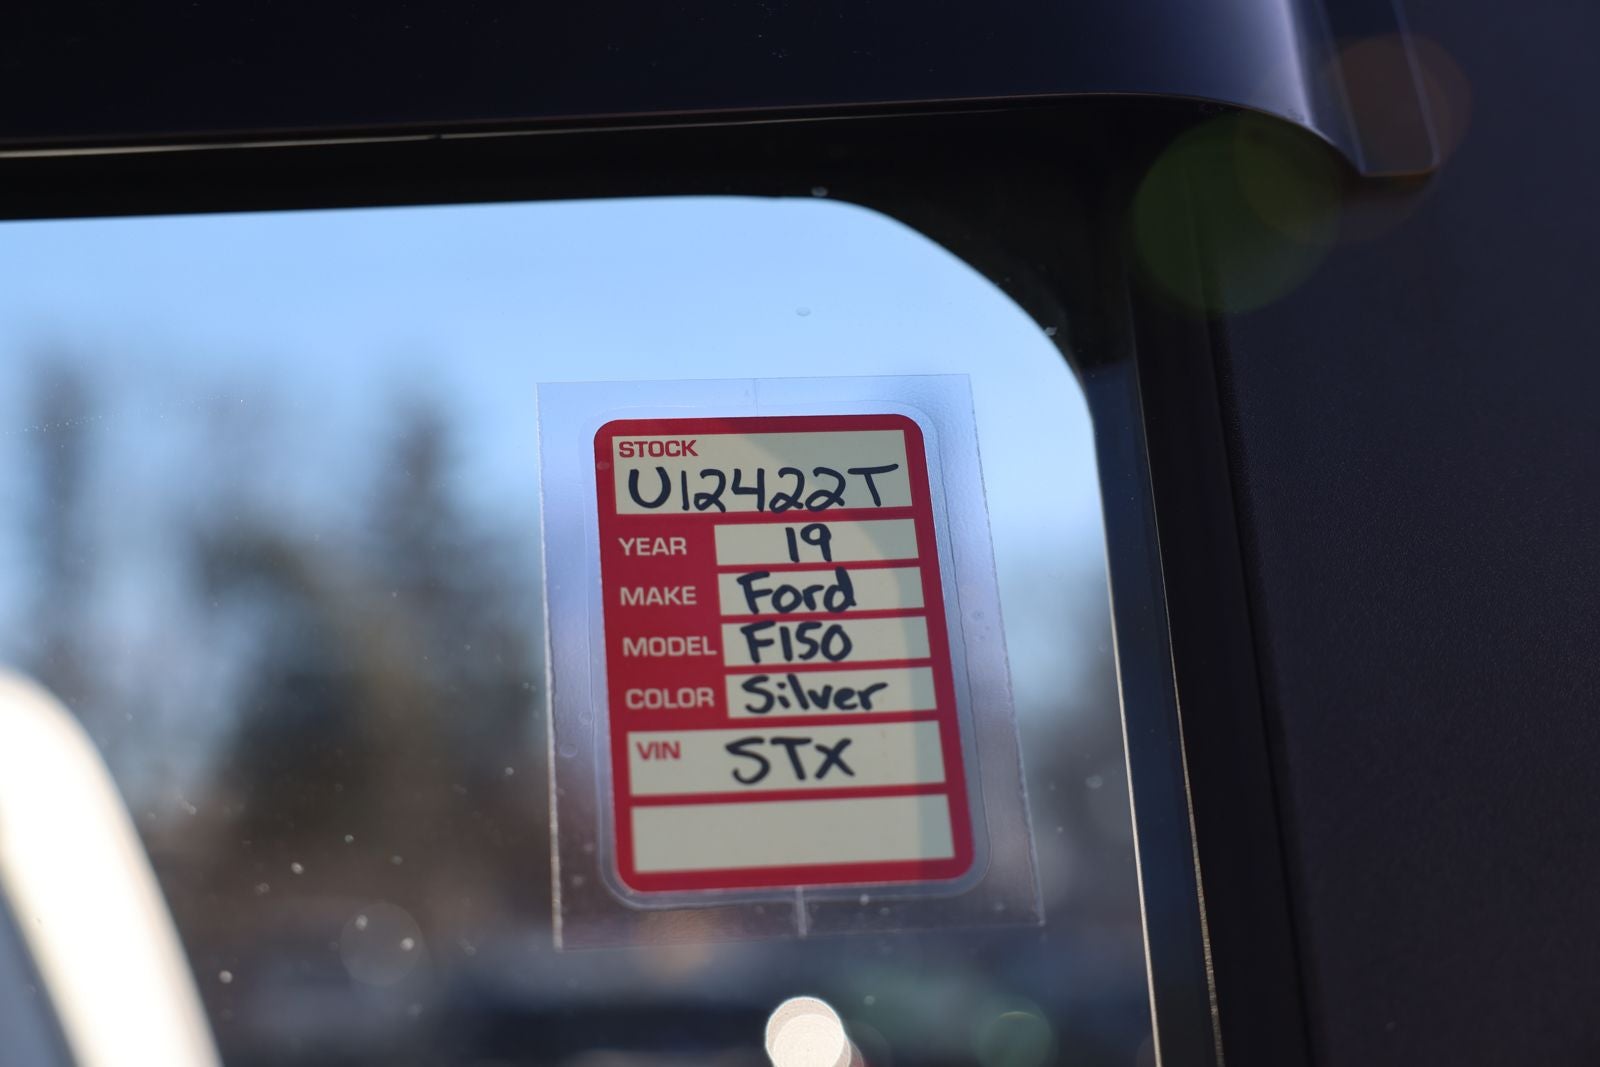 STOCK
U12422T
YEAR 19
MAKE Ford
MODEL F150
COLOR Silver
VIN STX